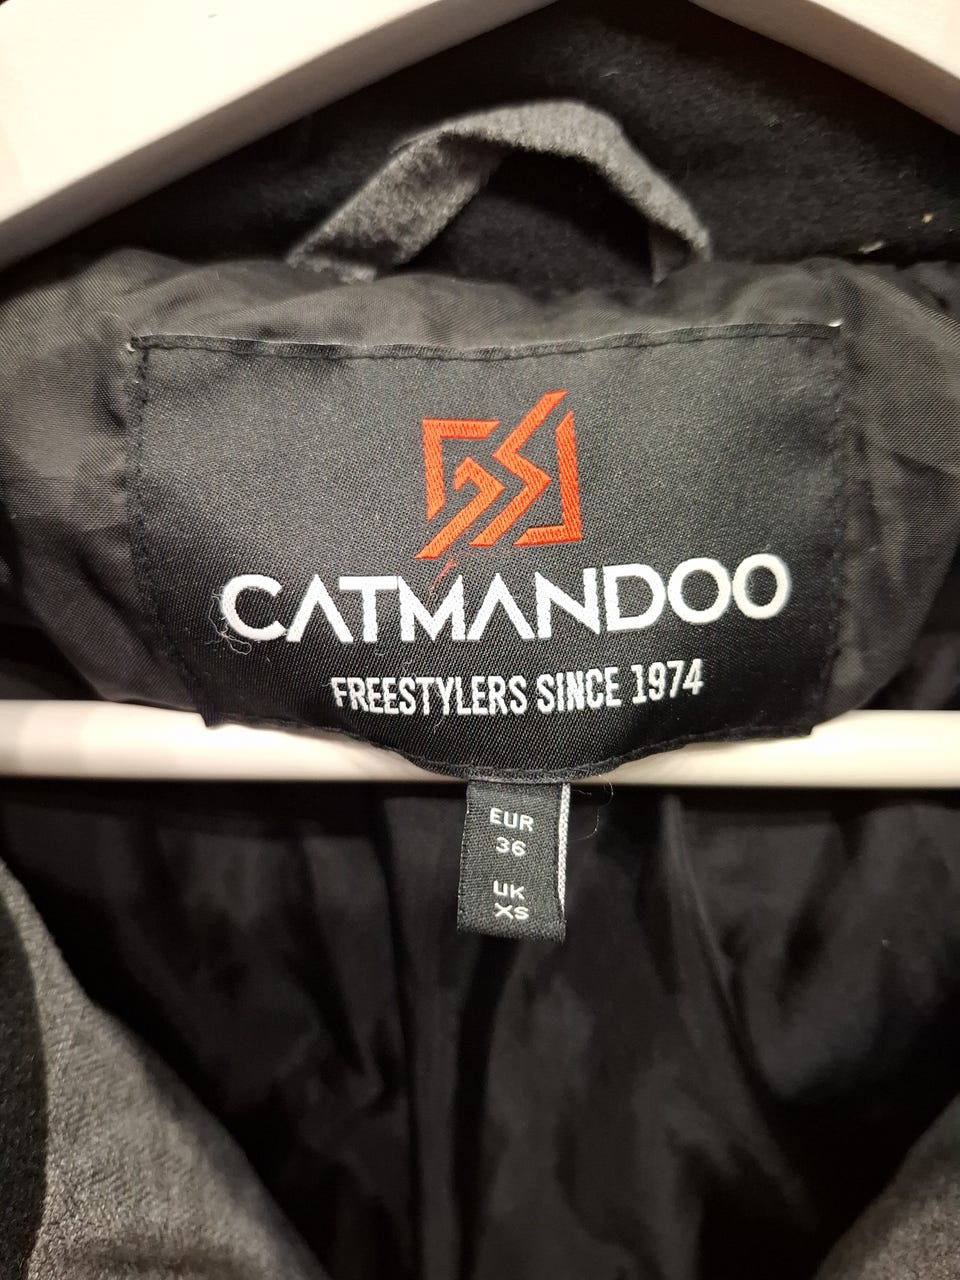 CATMANDOO
FREESTYLERS SINCE 1974
EUR
36
UK
XS